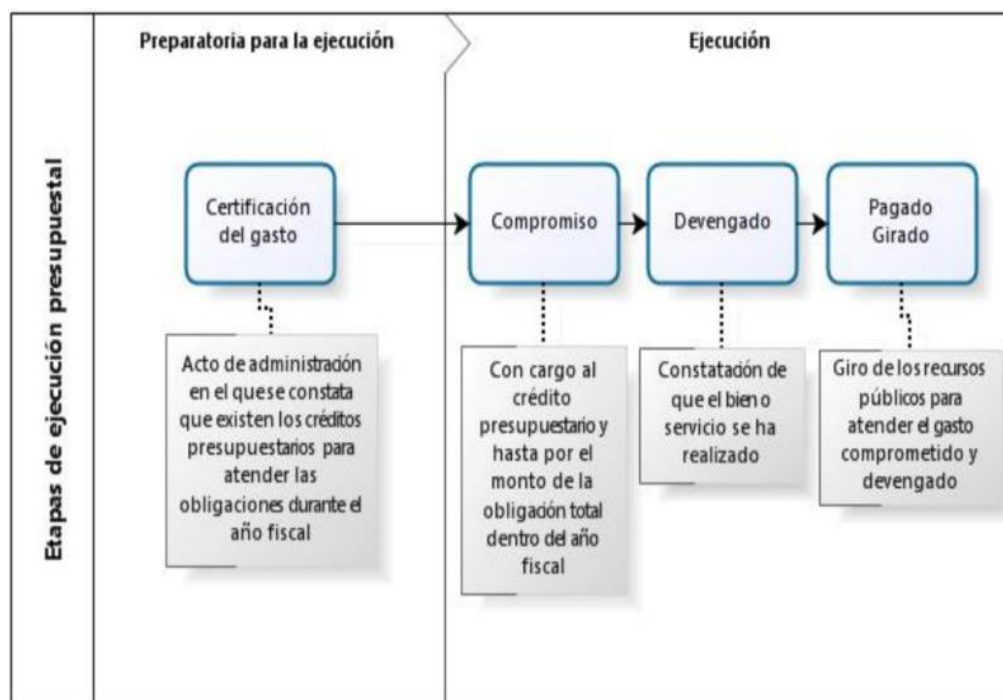 Etapas de ejecución presupuestal
Preparatoria para la ejecución
Ejecución
Certificación
del gasto
Compromiso
Devengado
Pagado
Girado
Acto de administración
en el que se constata
que existen los créditos
presupuestarios para
atender las
obligaciones durante el
año fiscal
Con cargo al
crédito
presupuestario y
hasta por el
monto de la
obligación total
dentro del año
fiscal
Constatación de
que el bien o
servicio se ha
realizado
Giro de los recursos
públicos para
atender el gasto
comprometido y
devengado